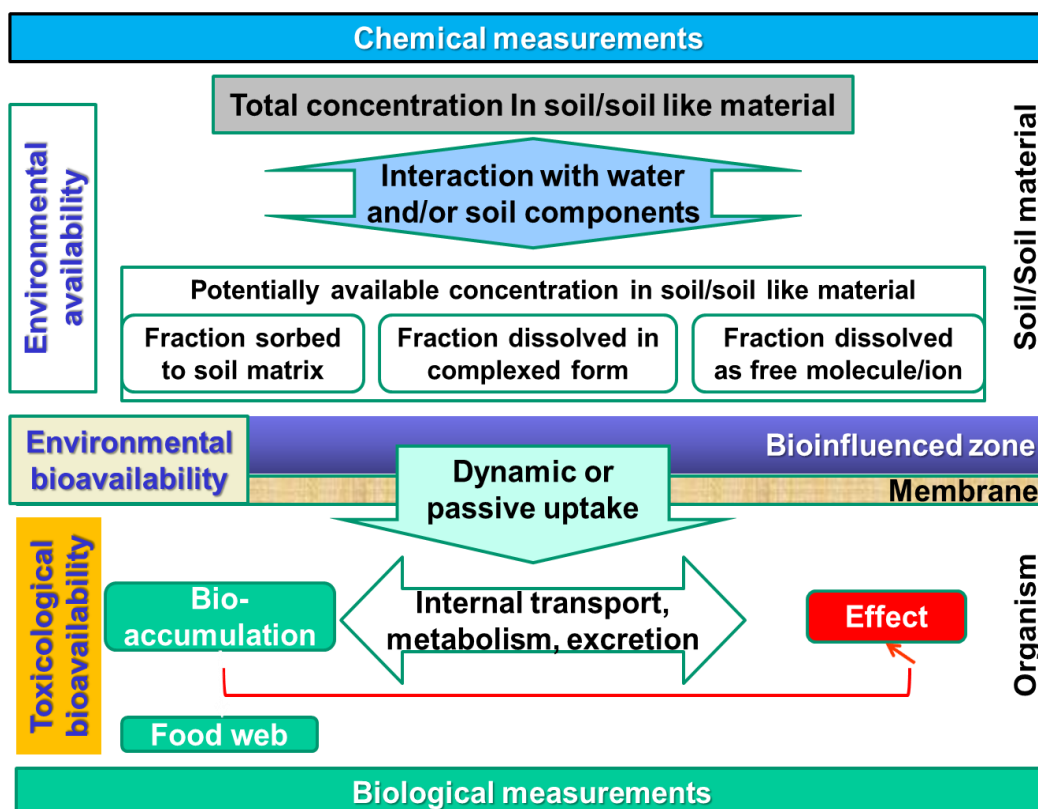 Chemical measurements
Total concentration In soil/soil like material
Environmental
availability
Interaction with water
and/or soil components
Soil/Soil material
Potentially available concentration in soil/soil like material
Fraction sorbed
to soil matrix
Fraction dissolved in
complexed form
Fraction dissolved
as free molecule/ion
Environmental
bioavailability
Bioinfluenced zone
Membrane
Dynamic or
passive uptake
Toxicological
bioavailability
Bio-
accumulation
Internal transport,
metabolism, excretion
Effect
Organism
Food web
Biological measurements